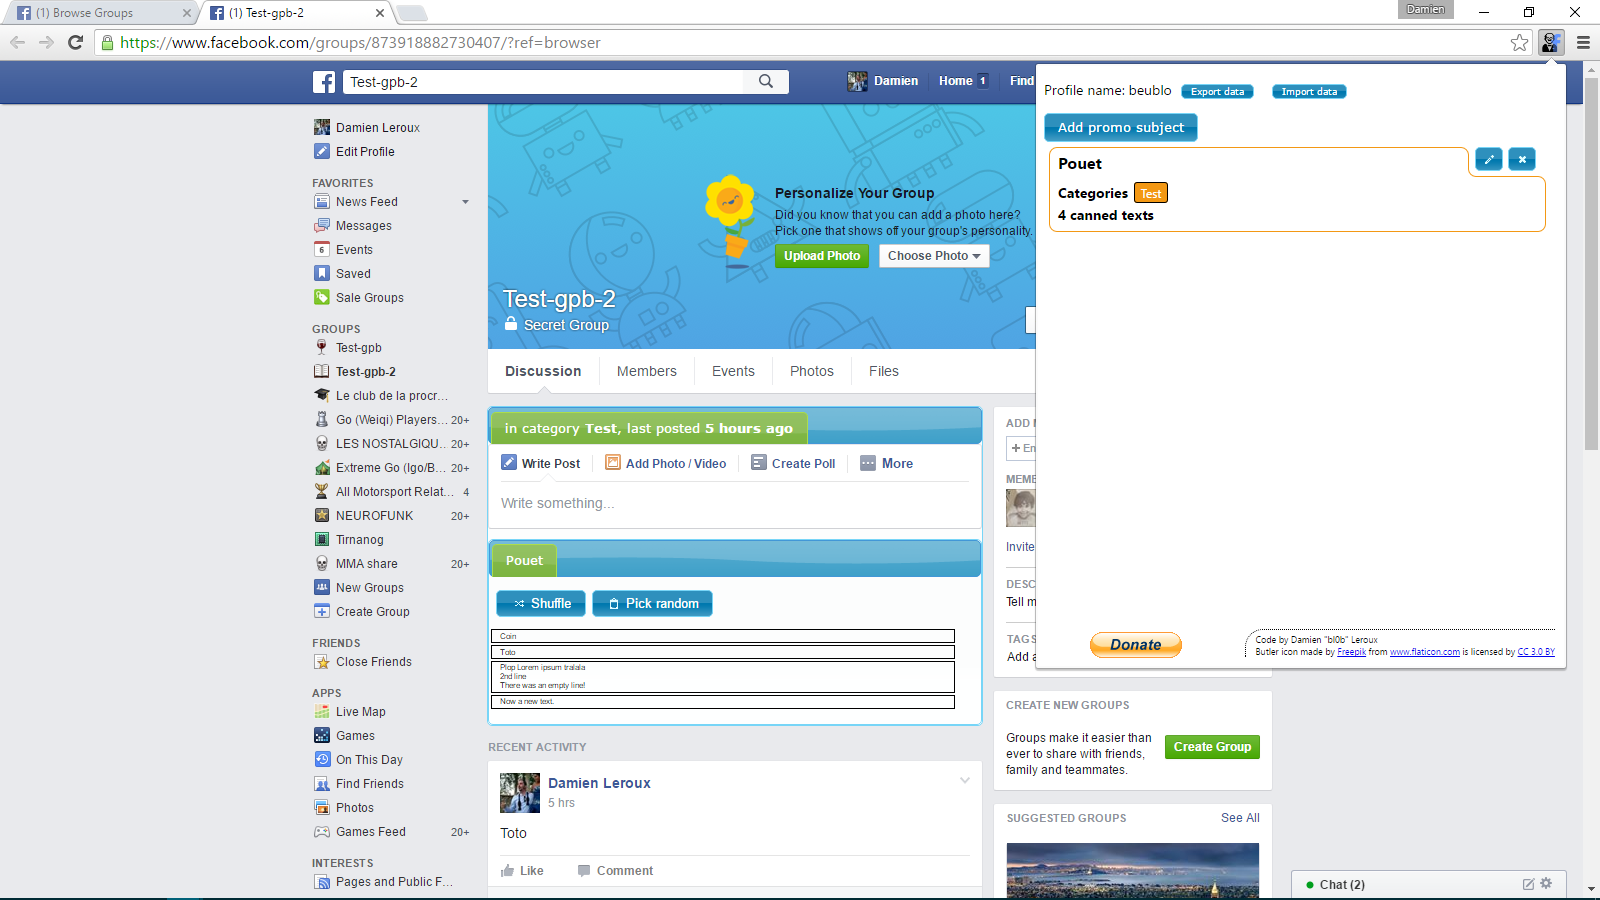 (1) Browse Groups
(1) Test-gpb-2
Damien
https://www.facebook.com/groups/873918882730407/?ref=browser
Test-gpb-2
Damien
Home 1
Find
Damien Leroux
Edit Profile
FAVORITES
News Feed
Messages
6
Events
Saved
Sale Groups
GROUPS
Test-gpb
Test-gpb-2
Le club de la procr...
Go (Weiqi) Players... 20+
LES NOSTALGIQU... 20+
Extreme Go (Igo/B... 20+
All Motorsport Relat... 4
NEUROFUNK 20+
Tirnanog
MMA share 20+
New Groups
Create Group
FRIENDS
Close Friends
APPS
Live Map
Games
On This Day
Find Friends
Photos
Games Feed 20+
INTERESTS
Pages and Public F...
Personalize Your Group
Did you know that you can add a photo here?
Pick one that shows off your group's personality.
Upload Photo
Choose Photo
Test-gpb-2
Secret Group
Discussion
Members
Events
Photos
Files
in category Test, last posted 5 hours ago
Write Post
Add Photo / Video
Create Poll
More
Write something...
Pouet
Shuffle
Pick random
Coin
Toto
Plop Lorem ipsum tralala
2nd line
There was an empty line!
Now a new text.
RECENT ACTIVITY
Damien Leroux
5 hrs
Toto
Like
Comment
ADD M
+ En
MEMB
Invite
DESC
Tell m
TAGS
Add a
CREATE NEW GROUPS
Groups make it easier than
ever to share with friends,
family and teammates.
Create Group
SUGGESTED GROUPS
See All
Profile name: beublo
Export data
Import data
Add promo subject
Pouet
Categories Test
4 canned texts
Donate
Code by Damien "bl0b" Leroux
Butler icon made by Freepik from www.flaticon.com is licensed by CC 3.0 BY
Chat (2)